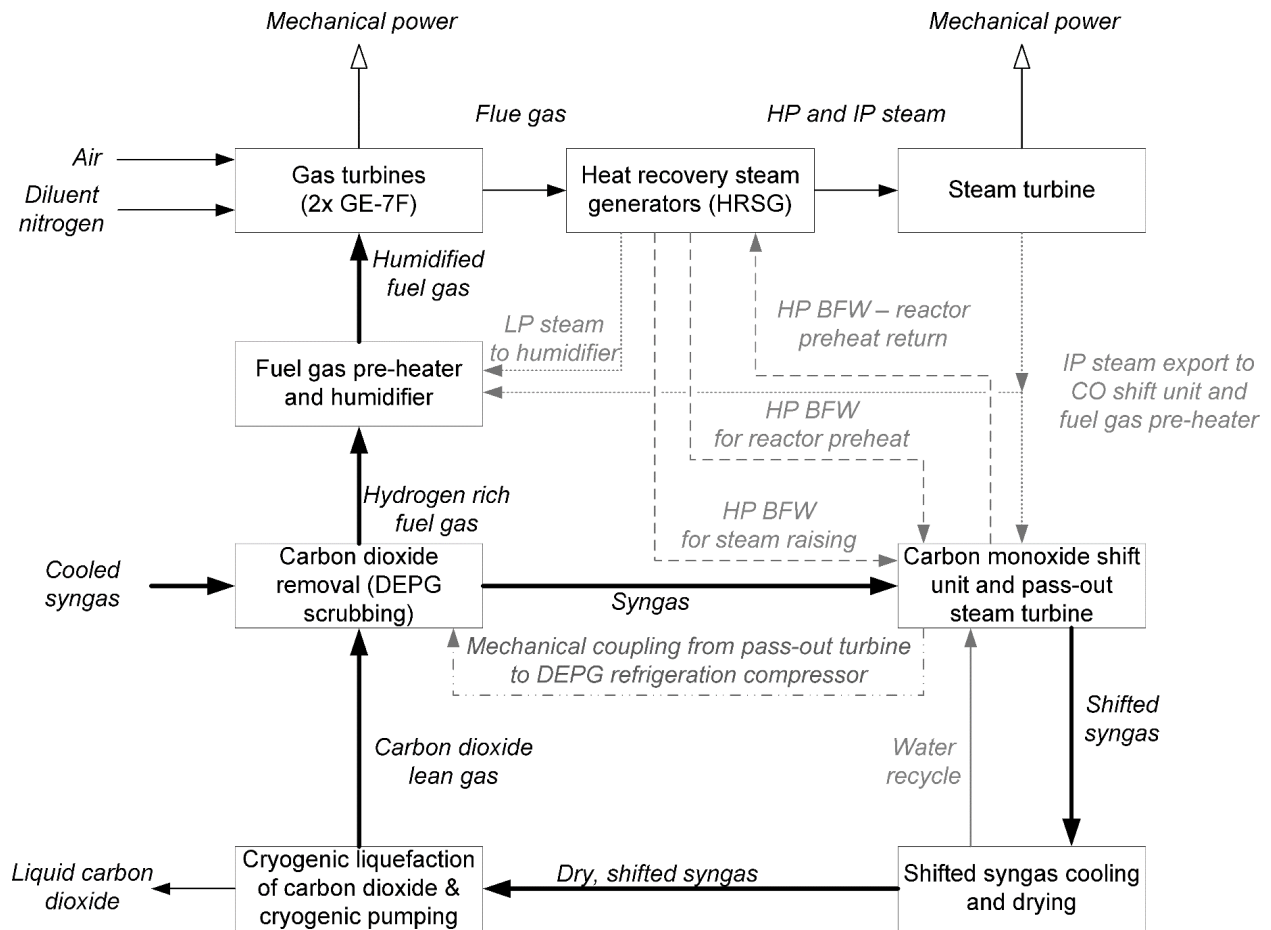 Mechanical power
Mechanical power
Flue gas
HP and IP steam
Air
Diluent
nitrogen
Gas turbines
(2x GE-7F)
Heat recovery steam
generators (HRSG)
Steam turbine
Humidified
fuel gas
LP steam
to humidifier
HP BFW – reactor
preheat return
IP steam export to
CO shift unit and
fuel gas pre-heater
Fuel gas pre-heater
and humidifier
HP BFW
for reactor preheat
Hydrogen rich
fuel gas
HP BFW
for steam raising
Cooled
syngas
Carbon dioxide
removal (DEPG
scrubbing)
Syngas
Carbon monoxide shift
unit and pass-out
steam turbine
Mechanical coupling from pass-out turbine
to DEPG refrigeration compressor
Carbon dioxide
lean gas
Water
recycle
Shifted
syngas
Liquid carbon
dioxide
Cryogenic liquefaction
of carbon dioxide &
cryogenic pumping
Dry, shifted syngas
Shifted syngas cooling
and drying